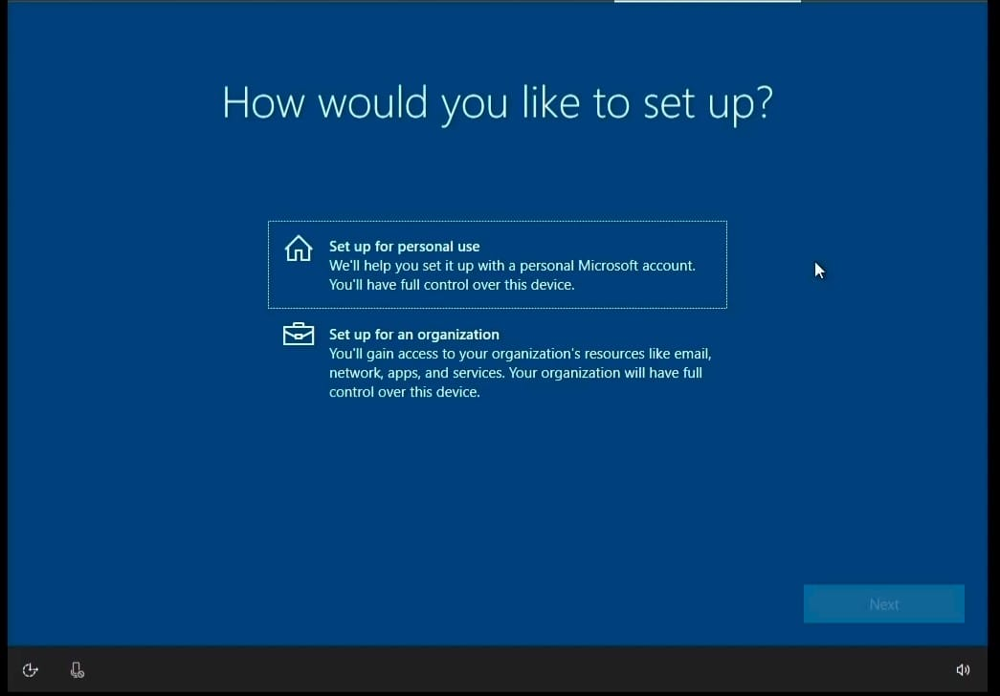 How would you like to set up?
Set up for personal use
We'll help you set it up with a personal Microsoft account.
You'll have full control over this device.
Set up for an organization
You'll gain access to your organization's resources like email,
network, apps, and services. Your organization will have full
control over this device.
Next